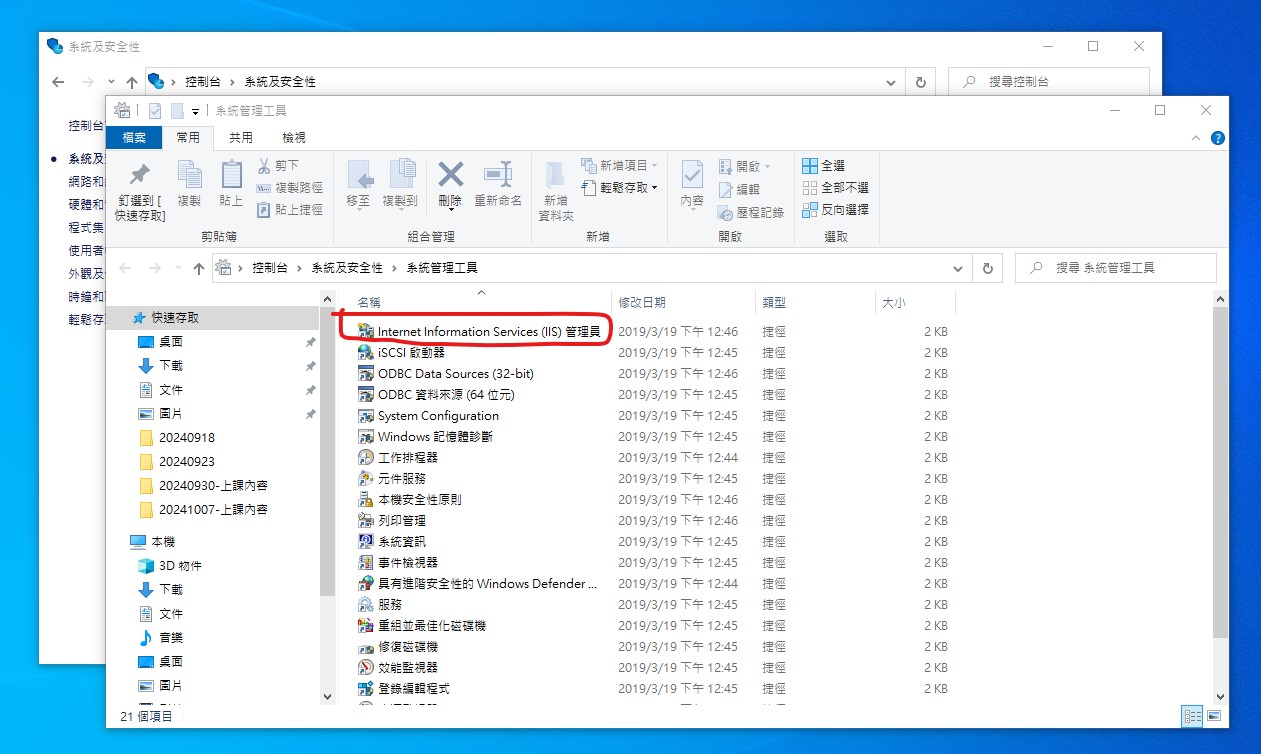 系統及安全性
控制台 系統及安全性 搜尋控制台
控制台
系統及
網路和
硬體和
程式集
使用者
外觀及
時鐘和
輕鬆存
系統管理工具
檔案 常用 共用 檢視
釘選到 [快速存取] 複製 貼上 剪下 複製路徑 貼上捷徑
移至 複製到 刪除 重新命名
新增資料夾 新增項目 輕鬆存取
內容 開啟 編輯 歷程記錄
全選 全部不選 反向選擇
剪貼簿 組合管理 新增 開啟 選取
控制台 系統及安全性 系統管理工具 搜尋 系統管理工具
快速存取
桌面
下載
文件
圖片
20240918
20240923
20240930-上課內容
20241007-上課內容
本機
3D 物件
下載
文件
音樂
桌面
圖片
名稱 修改日期 類型 大小
Internet Information Services (IIS) 管理員 2019/3/19 下午 12:46 捷徑 2 KB
iSCSI 啟動器 2019/3/19 下午 12:45 捷徑 2 KB
ODBC Data Sources (32-bit) 2019/3/19 下午 12:45 捷徑 2 KB
ODBC 資料來源 (64 位元) 2019/3/19 下午 12:45 捷徑 2 KB
System Configuration 2019/3/19 下午 12:45 捷徑 2 KB
Windows 記憶體診斷 2019/3/19 下午 12:45 捷徑 2 KB
工作排程器 2019/3/19 下午 12:44 捷徑 2 KB
元件服務 2019/3/19 下午 12:45 捷徑 2 KB
本機安全性原則 2019/3/19 下午 12:46 捷徑 2 KB
列印管理 2019/3/19 下午 12:46 捷徑 2 KB
系統資訊 2019/3/19 下午 12:45 捷徑 2 KB
事件檢視器 2019/3/19 下午 12:45 捷徑 2 KB
具有進階安全性的 Windows Defender ... 2019/3/19 下午 12:44 捷徑 2 KB
服務 2019/3/19 下午 12:45 捷徑 2 KB
重組並最佳化磁碟機 2019/3/19 下午 12:45 捷徑 2 KB
修復磁碟機 2019/3/19 下午 12:45 捷徑 2 KB
效能監視器 2019/3/19 下午 12:45 捷徑 2 KB
登錄編輯程式 2019/3/19 下午 12:45 捷徑 2 KB
21 個項目